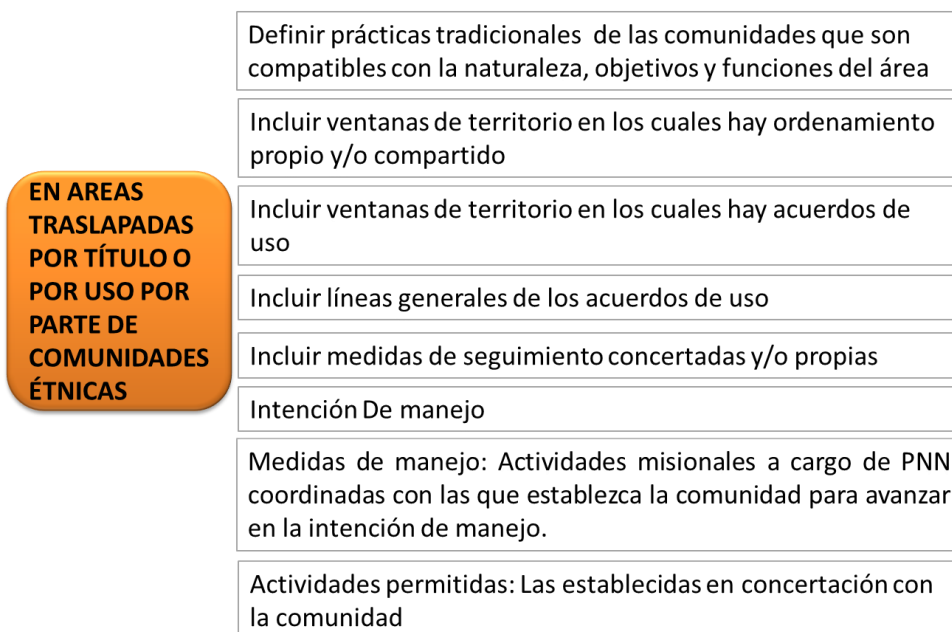 EN AREAS
TRASLAPADAS
POR TÍTULO O
POR USO POR
PARTE DE
COMUNIDADES
ÉTNICAS
Definir prácticas tradicionales de las comunidades que son
compatibles con la naturaleza, objetivos y funciones del área
Incluir ventanas de territorio en los cuales hay ordenamiento
propio y/o compartido
Incluir ventanas de territorio en los cuales hay acuerdos de
uso
Incluir líneas generales de los acuerdos de uso
Incluir medidas de seguimiento concertadas y/o propias
Intención De manejo
Medidas de manejo: Actividades misionales a cargo de PNN
coordinadas con las que establezca la comunidad para avanzar
en la intención de manejo.
Actividades permitidas: Las establecidas en concertación con
la comunidad